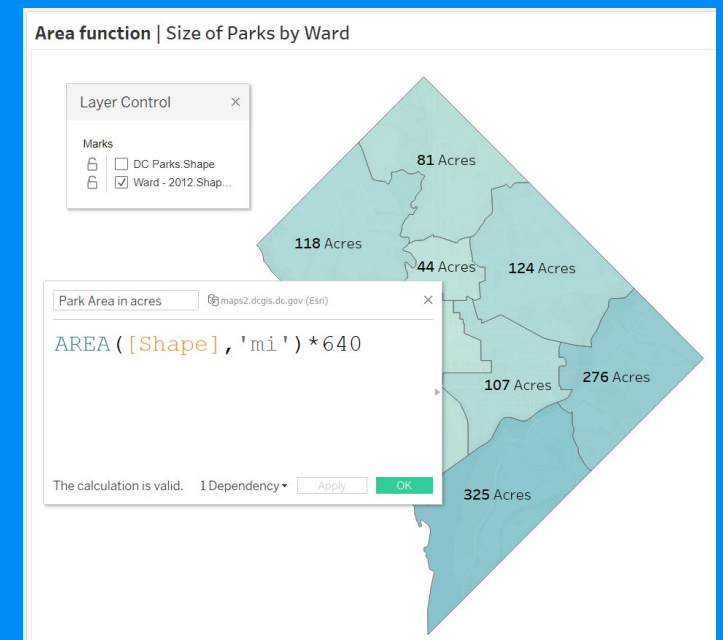 Area function | Size of Parks by Ward
Layer Control
Marks
DC Parks.Shape
Ward - 2012.Shap...
81 Acres
118 Acres
44 Acres
124 Acres
Park Area in acres
maps2.dcgis.dc.gov (Esri)
AREA([Shape],'mi')*640
107 Acres
276 Acres
The calculation is valid.
1 Dependency
Apply
OK
325 Acres